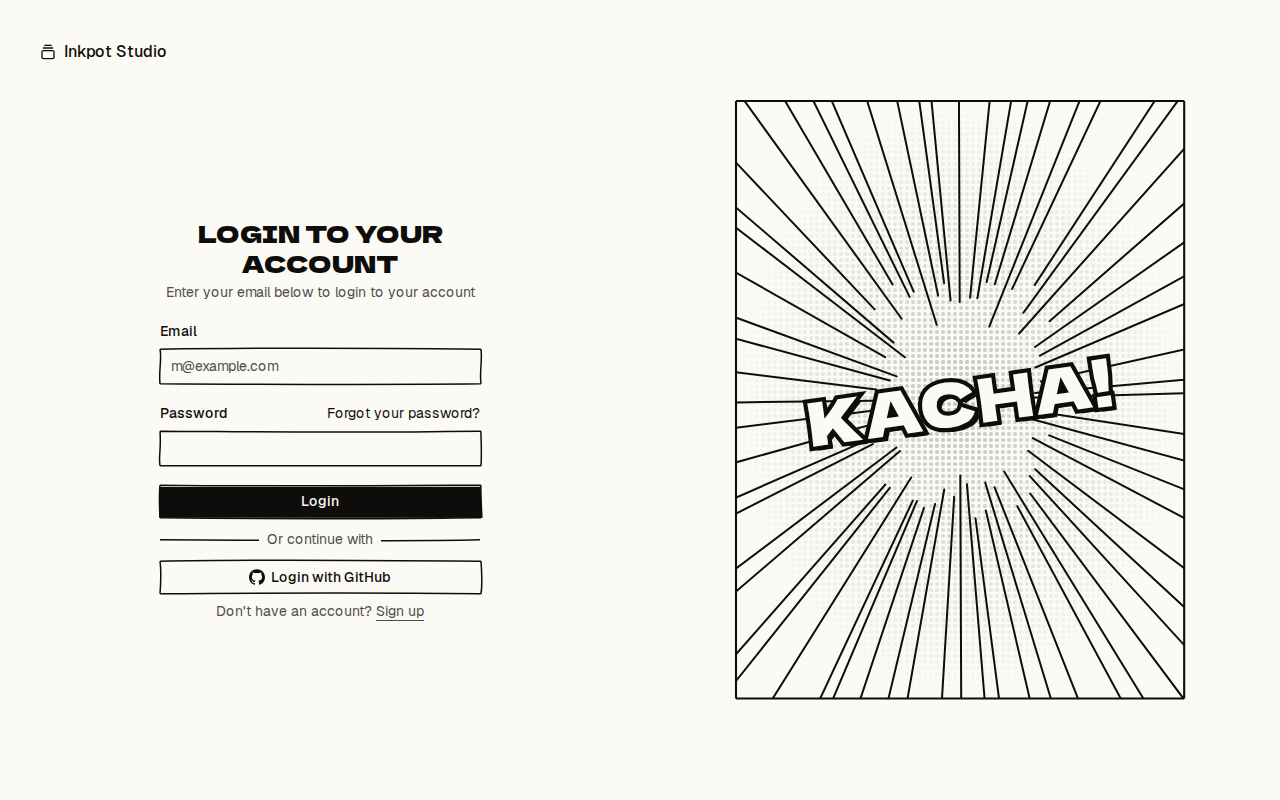 Inkpot Studio
LOGIN TO YOUR
ACCOUNT
Enter your email below to login to your account
Email
m@example.com
Password
Forgot your password?
Login
Or continue with
Login with GitHub
Don't have an account? Sign up
KACHA!